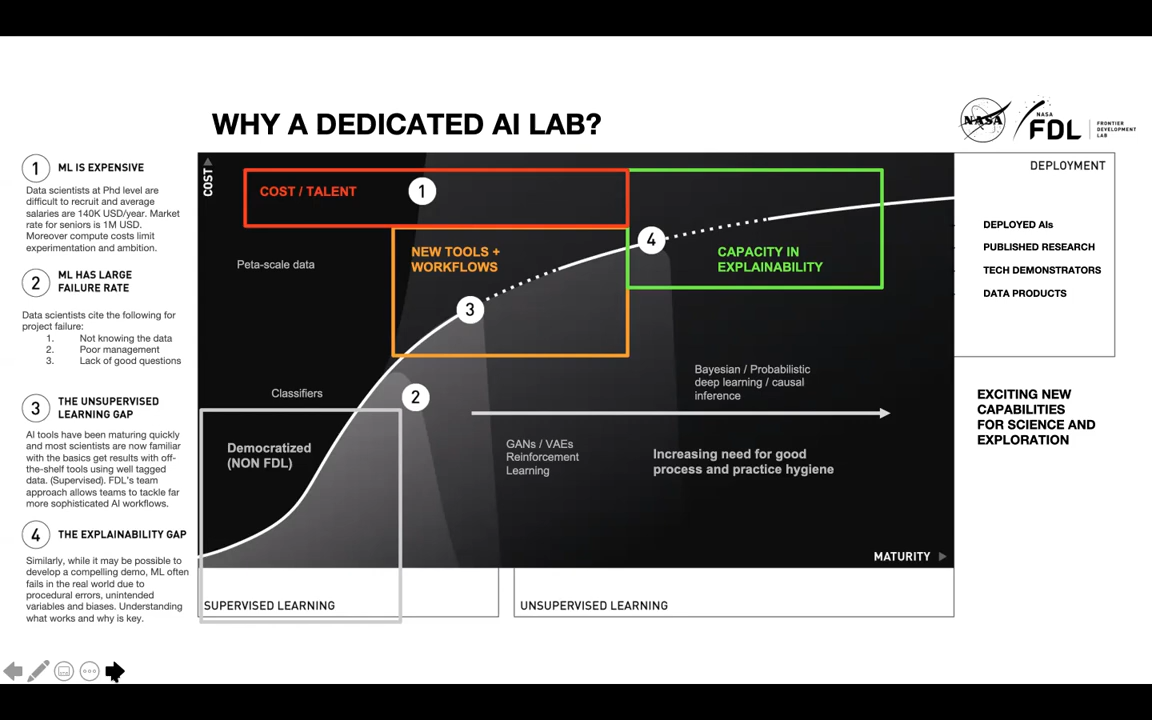 WHY A DEDICATED AI LAB?
NASA
NASA
FDL
FRONTIER
DEVELOPMENT
LAB
1
ML IS EXPENSIVE
Data scientists at Phd level are
difficult to recruit and average
salaries are 140K USD/year. Market
rate for seniors is 1M USD.
Moreover compute costs limit
experimentation and ambition.
2
ML HAS LARGE
FAILURE RATE
Data scientists cite the following for
project failure:
1. Not knowing the data
2. Poor management
3. Lack of good questions
3
THE UNSUPERVISED
LEARNING GAP
AI tools have been maturing quickly
and most scientists are now familiar
with the basics get results with off-
the-shelf tools using well tagged
data. (Supervised). FDL's team
approach allows teams to tackle far
more sophisticated AI workflows.
4
THE EXPLAINABILITY GAP
Similarly, while it may be possible to
develop a compelling demo, ML often
fails in the real world due to
procedural errors, unintended
variables and biases. Understanding
what works and why is key.
COST
COST / TALENT
1
Peta-scale data
NEW TOOLS +
WORKFLOWS
3
4
CAPACITY IN
EXPLAINABILITY
Classifiers
2
Democratized
(NON FDL)
Bayesian / Probabilistic
deep learning / causal
inference
GANs / VAEs
Reinforcement
Learning
Increasing need for good
process and practice hygiene
MATURITY
SUPERVISED LEARNING
UNSUPERVISED LEARNING
DEPLOYMENT
DEPLOYED AIs
PUBLISHED RESEARCH
TECH DEMONSTRATORS
DATA PRODUCTS
EXCITING NEW
CAPABILITIES
FOR SCIENCE AND
EXPLORATION